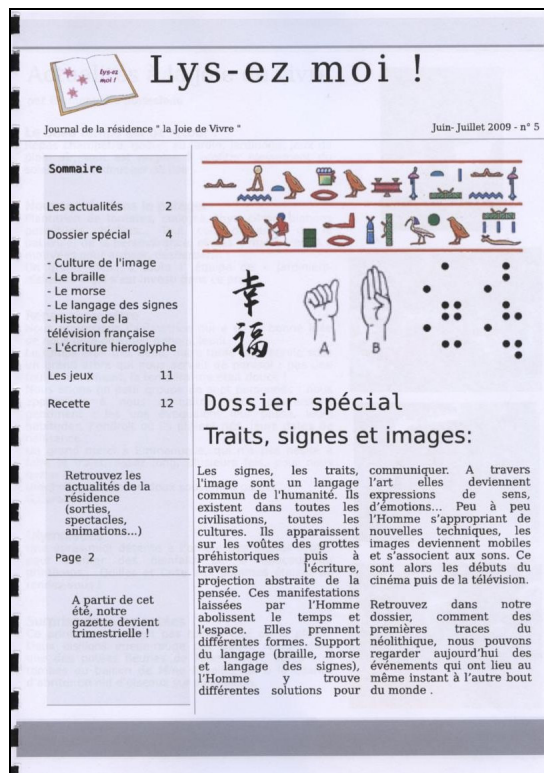 Lys-ez
moi !
Lys-ez moi !
Journal de la résidence " la Joie de Vivre "
Juin- Juillet 2009 - n° 5
Sommaire
Les actualités 2
Dossier spécial 4
- Culture de l'image
- Le braille
- Le morse
- Le langage des signes
- Histoire de la
télévision française
- L'écriture hieroglyphe
Les jeux 11
Recette 12
Retrouvez les
actualités de la
résidence
(sorties,
spectacles,
animations...)
Page 2
A partir de cet
été, notre
gazette devient
trimestrielle !
幸
福
A B
Dossier spécial
Traits, signes et images:
Les signes, les traits,
l'image sont un langage
commun de l'humanité. Ils
existent dans toutes les
civilisations, toutes les
cultures. Ils apparaissent
sur les voûtes des grottes
préhistoriques puis à
travers l'écriture,
projection abstraite de la
pensée. Ces manifestations
laissées par l'Homme
abolissent le temps et
l'espace. Elles prennent
différentes formes. Support
du langage (braille, morse
et langage des signes),
l'Homme y trouve
différentes solutions pour
communiquer. A travers
l'art elles deviennent
expressions de sens,
d'émotions... Peu à peu
l'Homme s'appropriant de
nouvelles techniques, les
images deviennent mobiles
et s'associent aux sons. Ce
sont alors les débuts du
cinéma puis de la télévision.
Retrouvez dans notre
dossier, comment des
premières traces du
néolithique, nous pouvons
regarder aujourd'hui des
événements qui ont lieu au
même instant à l'autre bout
du monde .